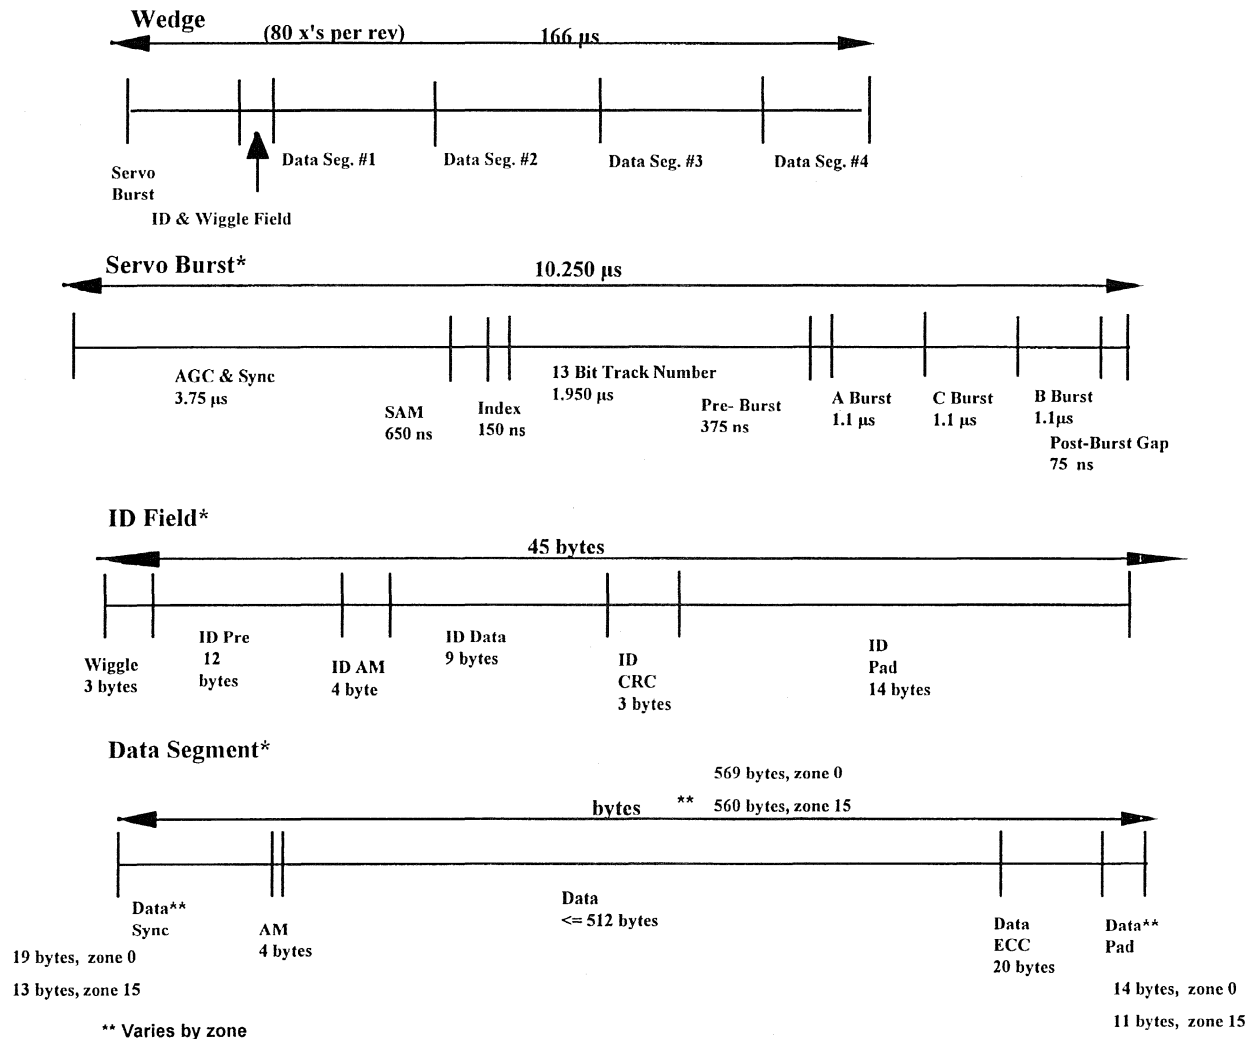 Wedge
(80 x's per rev) 166 µs
Data Seg. #1 Data Seg. #2 Data Seg. #3 Data Seg. #4
Servo
Burst
ID & Wiggle Field
Servo Burst*
10.250 µs
AGC & Sync
3.75 µs
SAM
650 ns
Index
150 ns
13 Bit Track Number
1.950 µs
Pre- Burst
375 ns
A Burst
1.1 µs
C Burst
1.1 µs
B Burst
1.1µs
Post-Burst Gap
75 ns
ID Field*
45 bytes
Wiggle
3 bytes
ID Pre
12
bytes
ID AM
4 byte
ID Data
9 bytes
ID
CRC
3 bytes
ID
Pad
14 bytes
Data Segment*
569 bytes, zone 0
bytes ** 560 bytes, zone 15
Data**
Sync
19 bytes, zone 0
13 bytes, zone 15
AM
4 bytes
Data
<= 512 bytes
Data
ECC
20 bytes
Data**
Pad
14 bytes, zone 0
11 bytes, zone 15
** Varies by zone